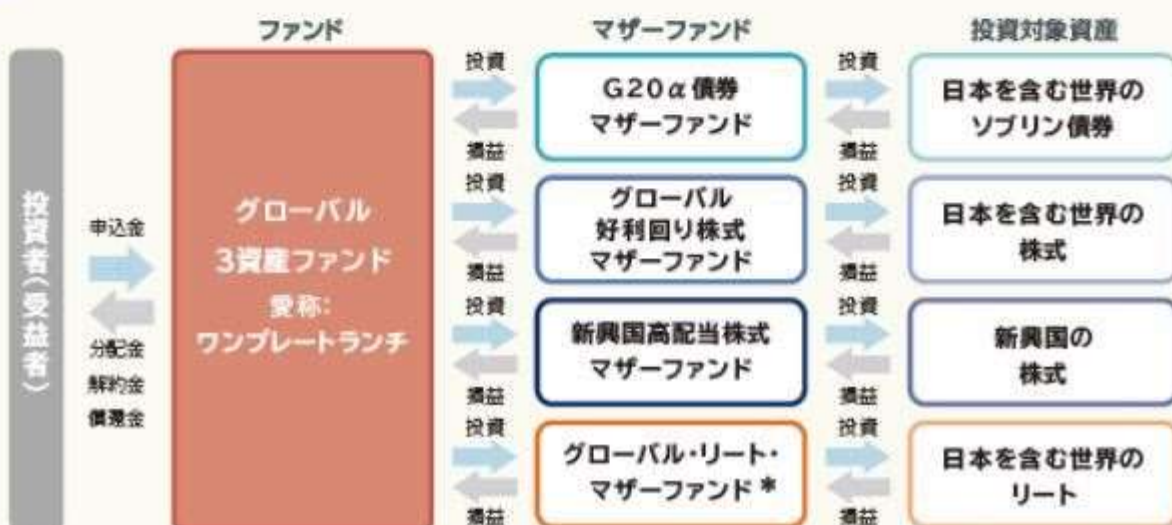 ファンド
マザーファンド
投資対象資産
投資者(受益者)
申込金
分配金
解約金
償還金
グローバル
3資産ファンド
愛称:
ワンプレートランチ
投資
損益
G20α債券
マザーファンド
投資
損益
日本を含む世界の
ソブリン債券
投資
損益
グローバル
好利回り株式
マザーファンド
投資
損益
日本を含む世界の
株式
投資
損益
新興国高配当株式
マザーファンド
投資
損益
新興国の
株式
投資
損益
グローバル・リート・
マザーファンド*
投資
損益
日本を含む世界の
リート